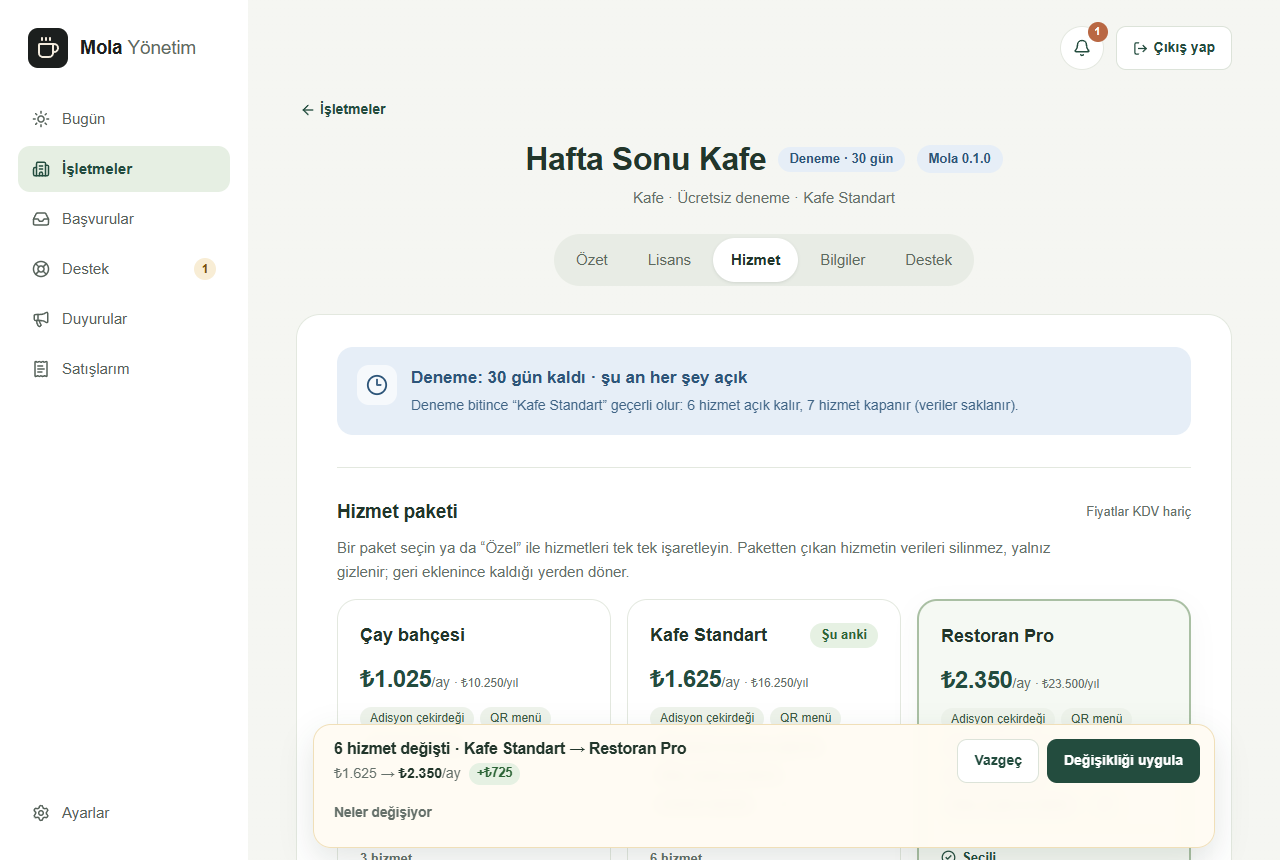 Mola Yönetim
1
Çıkış yap
Bugün
İşletmeler
Başvurular
Destek
1
Duyurular
Satışlarım
Ayarlar
İşletmeler
Hafta Sonu Kafe
Deneme · 30 gün
Mola 0.1.0
Kafe · Ücretsiz deneme · Kafe Standart
Özet
Lisans
Hizmet
Bilgiler
Destek
Deneme: 30 gün kaldı · şu an her şey açık
Deneme bitince “Kafe Standart” geçerli olur: 6 hizmet açık kalır, 7 hizmet kapanır (veriler saklanır).
Hizmet paketi
Fiyatlar KDV hariç
Bir paket seçin ya da “Özel” ile hizmetleri tek tek işaretleyin. Paketten çıkan hizmetin verileri silinmez, yalnız
gizlenir; geri eklenince kaldığı yerden döner.
Çay bahçesi
₺1.025/ay · ₺10.250/yıl
Adisyon çekirdeği
QR menü
3 hizmet
Kafe Standart
Şu anki
₺1.625/ay · ₺16.250/yıl
Adisyon çekirdeği
QR menü
6 hizmet
Restoran Pro
₺2.350/ay · ₺23.500/yıl
Adisyon çekirdeği
QR menü
Seçili
6 hizmet değişti · Kafe Standart → Restoran Pro
₺1.625 → ₺2.350/ay
+₺725
Vazgeç
Değişikliği uygula
Neler değişiyor